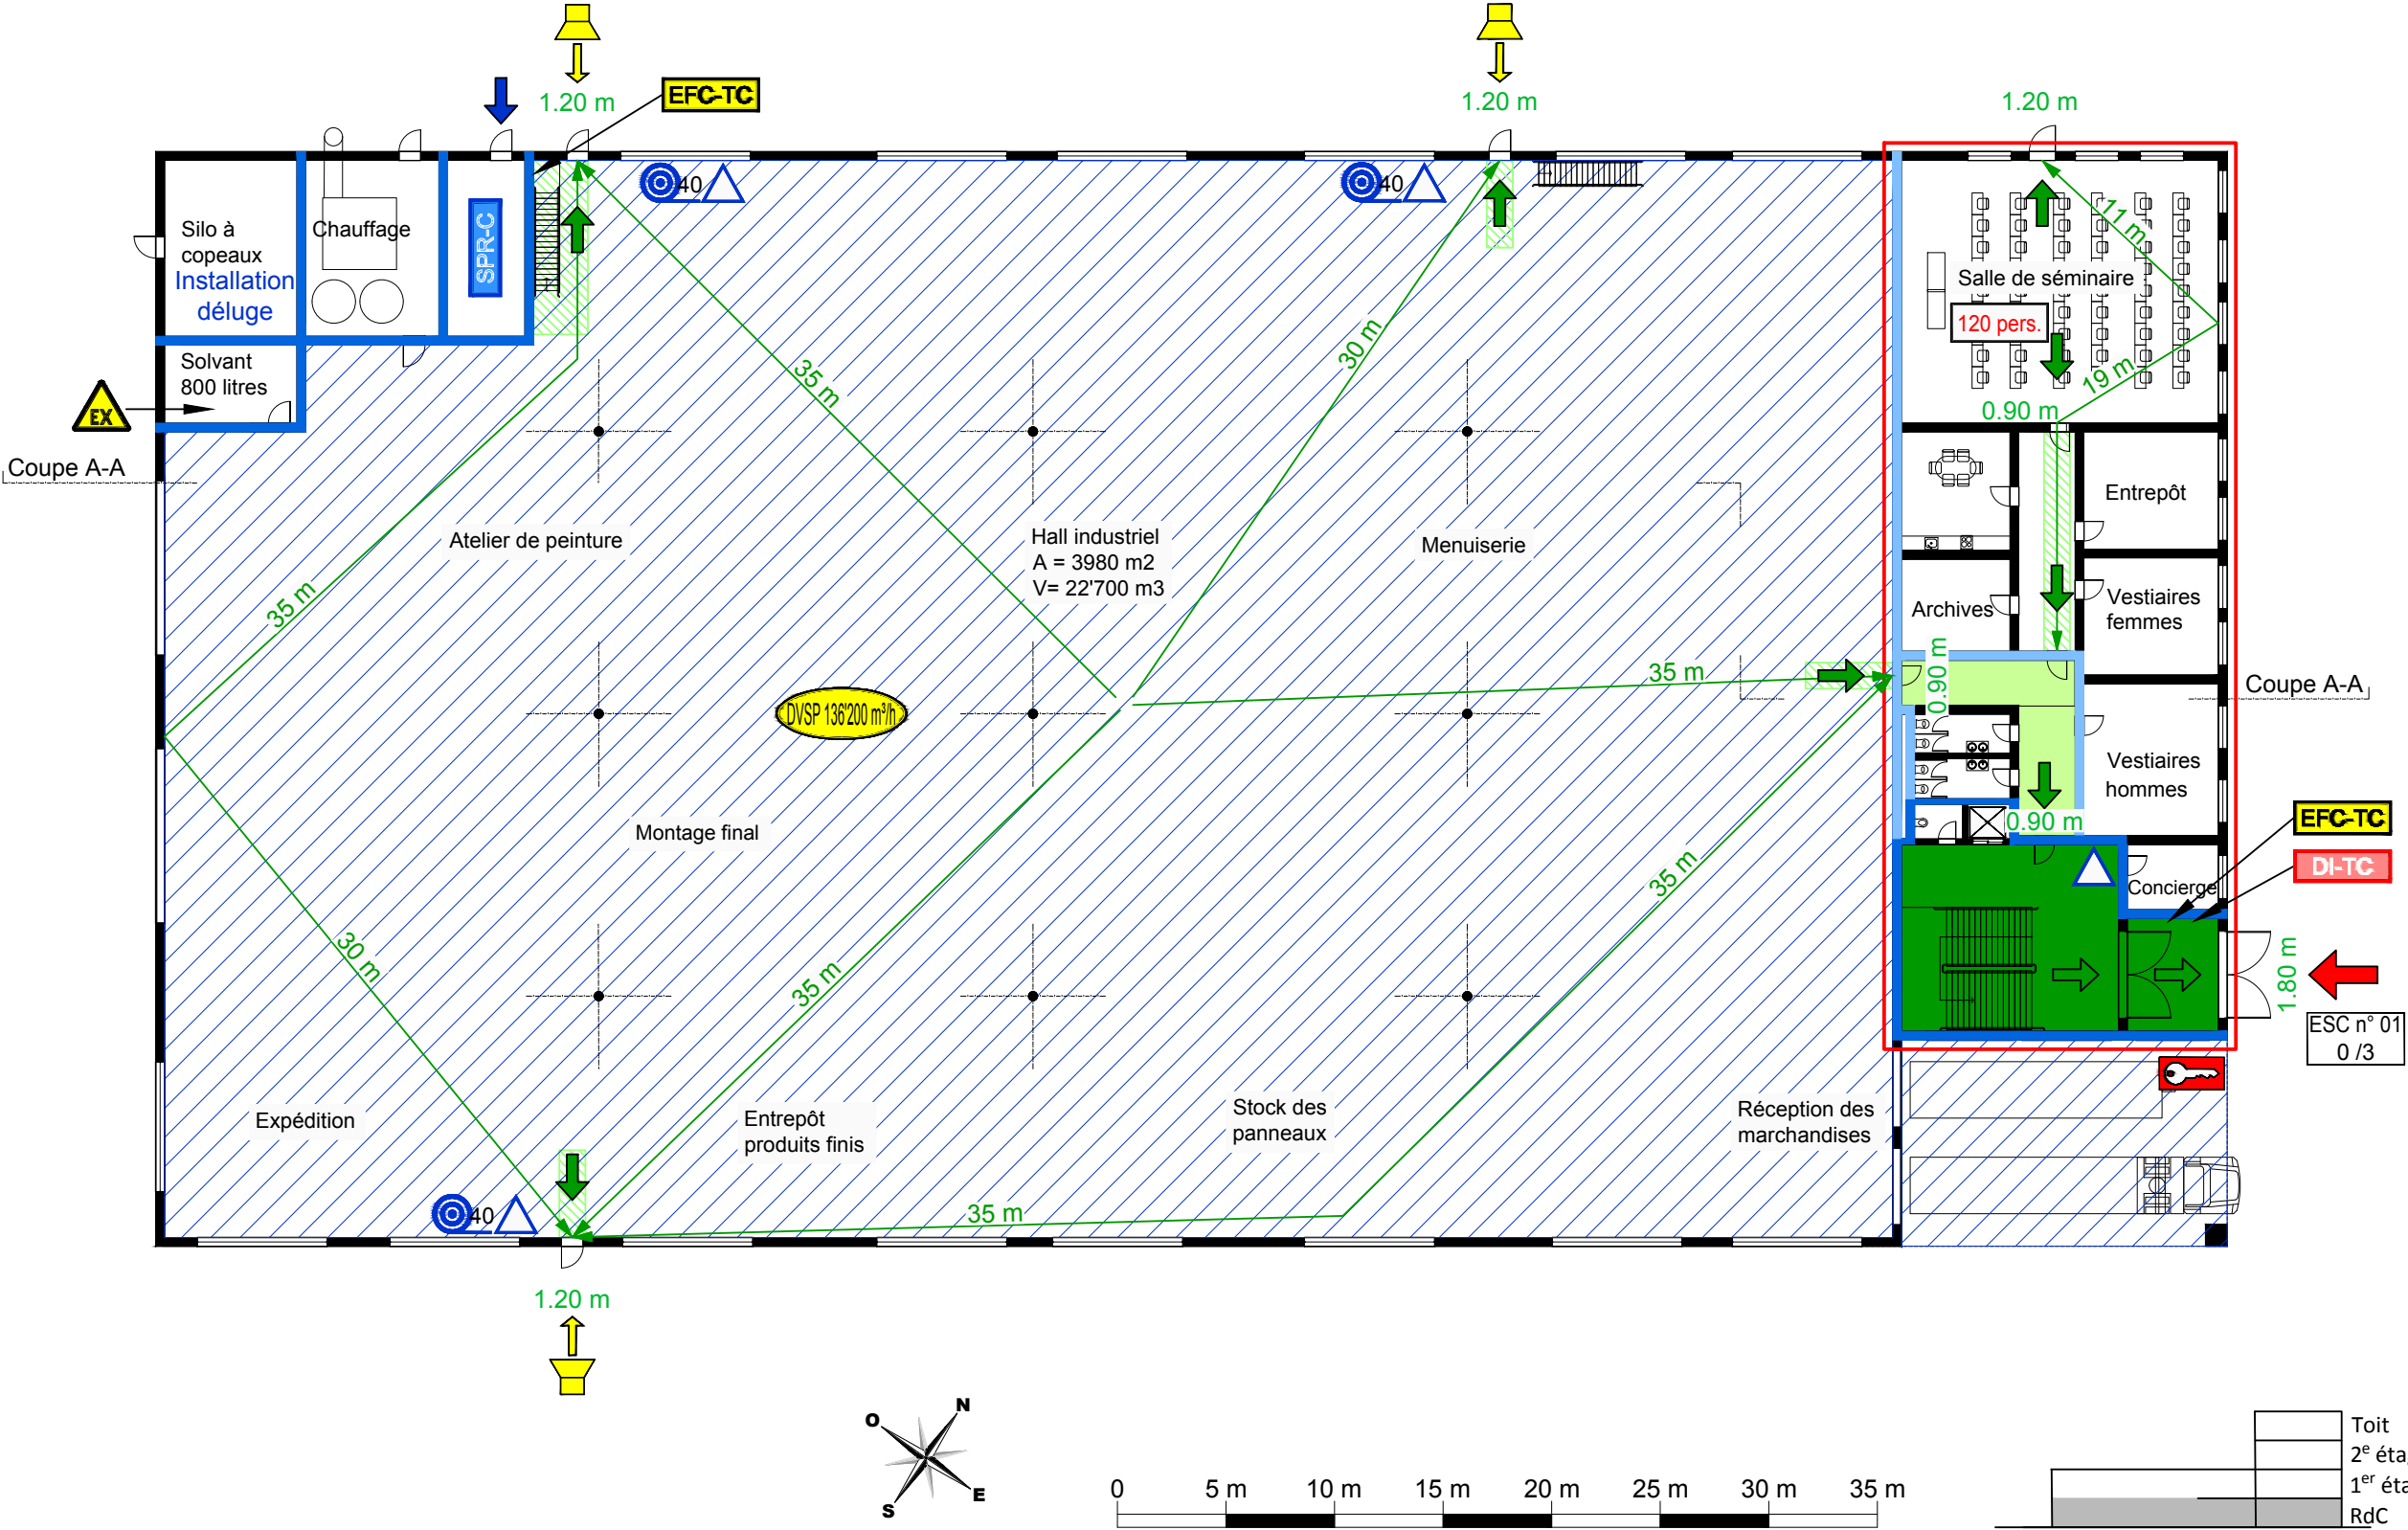 1.20 m
1.20 m
1.20 m
EFC-TC
40
40
Silo à
copeaux
Installation
déluge
Chauffage
SPR-C
Solvant
800 litres
EX
Coupe A-A
11 m
Salle de séminaire
120 pers.
19 m
0.90 m
35 m
30 m
Atelier de peinture
Hall industriel
A = 3980 m2
V= 22'700 m3
Menuiserie
Entrepôt
Archives
Vestiaires
femmes
35 m
0.90 m
35 m
Coupe A-A
DVSP 136'200 m³/h
Vestiaires
hommes
Montage final
0.90 m
EFC-TC
DI-TC
Concierge
30 m
35 m
35 m
1.80 m
ESC n° 01
0 /3
Expédition
Entrepôt
produits finis
Stock des
panneaux
Réception des
marchandises
40
35 m
1.20 m
O
N
S
E
0
5 m
10 m
15 m
20 m
25 m
30 m
35 m
Toit
2e éta
1er éta
RdC